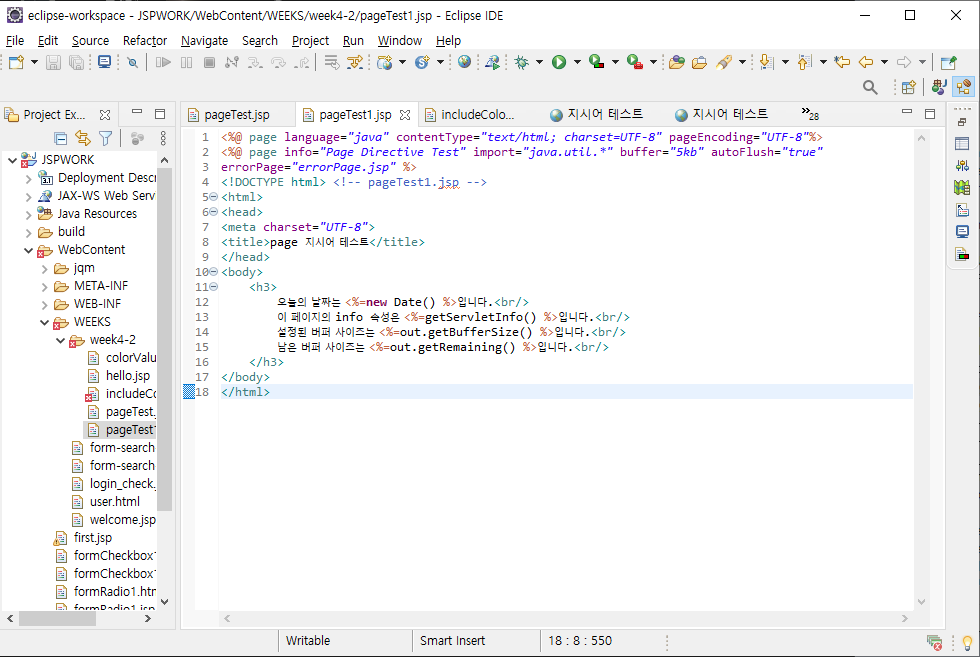 eclipse-workspace - JSPWORK/WebContent/WEEKS/week4-2/pageTest1.jsp - Eclipse IDE
File Edit Source Refactor Navigate Search Project Run Window Help
Project Ex...
pageTest.jsp pageTest1.jsp includeColo... 지시어 테스트 지시어 테스트 »28
JSPWORK
Deployment Descr
JAX-WS Web Serv
Java Resources
build
WebContent
jqm
META-INF
WEB-INF
WEEKS
week4-2
colorValu
hello.jsp
includeCo
pageTest.
pageTest1
form-search
form-search
login_check.
user.html
welcome.jsp
first.jsp
formCheckbox1
formCheckbox1
formRadio1.htn
formRadio1.jsp
1 <%@ page language="java" contentType="text/html; charset=UTF-8" pageEncoding="UTF-8"%>
2 <%@ page info="Page Directive Test" import="java.util.*" buffer="5kb" autoFlush="true"
3 errorPage="errorPage.jsp" %>
4 <!DOCTYPE html> <!-- pageTest1.jsp -->
5 <html>
6 <head>
7 <meta charset="UTF-8">
8 <title>page 지시어 테스트</title>
9 </head>
10 <body>
11 <h3>
12 오늘의 날짜는 <%=new Date() %>입니다.<br/>
13 이 페이지의 info 속성은 <%=getServletInfo() %>입니다.<br/>
14 설정된 버퍼 사이즈는 <%=out.getBufferSize() %>입니다.<br/>
15 남은 버퍼 사이즈는 <%=out.getRemaining() %>입니다.<br/>
16 </h3>
17 </body>
18 </html>
Writable Smart Insert 18 : 8 : 550